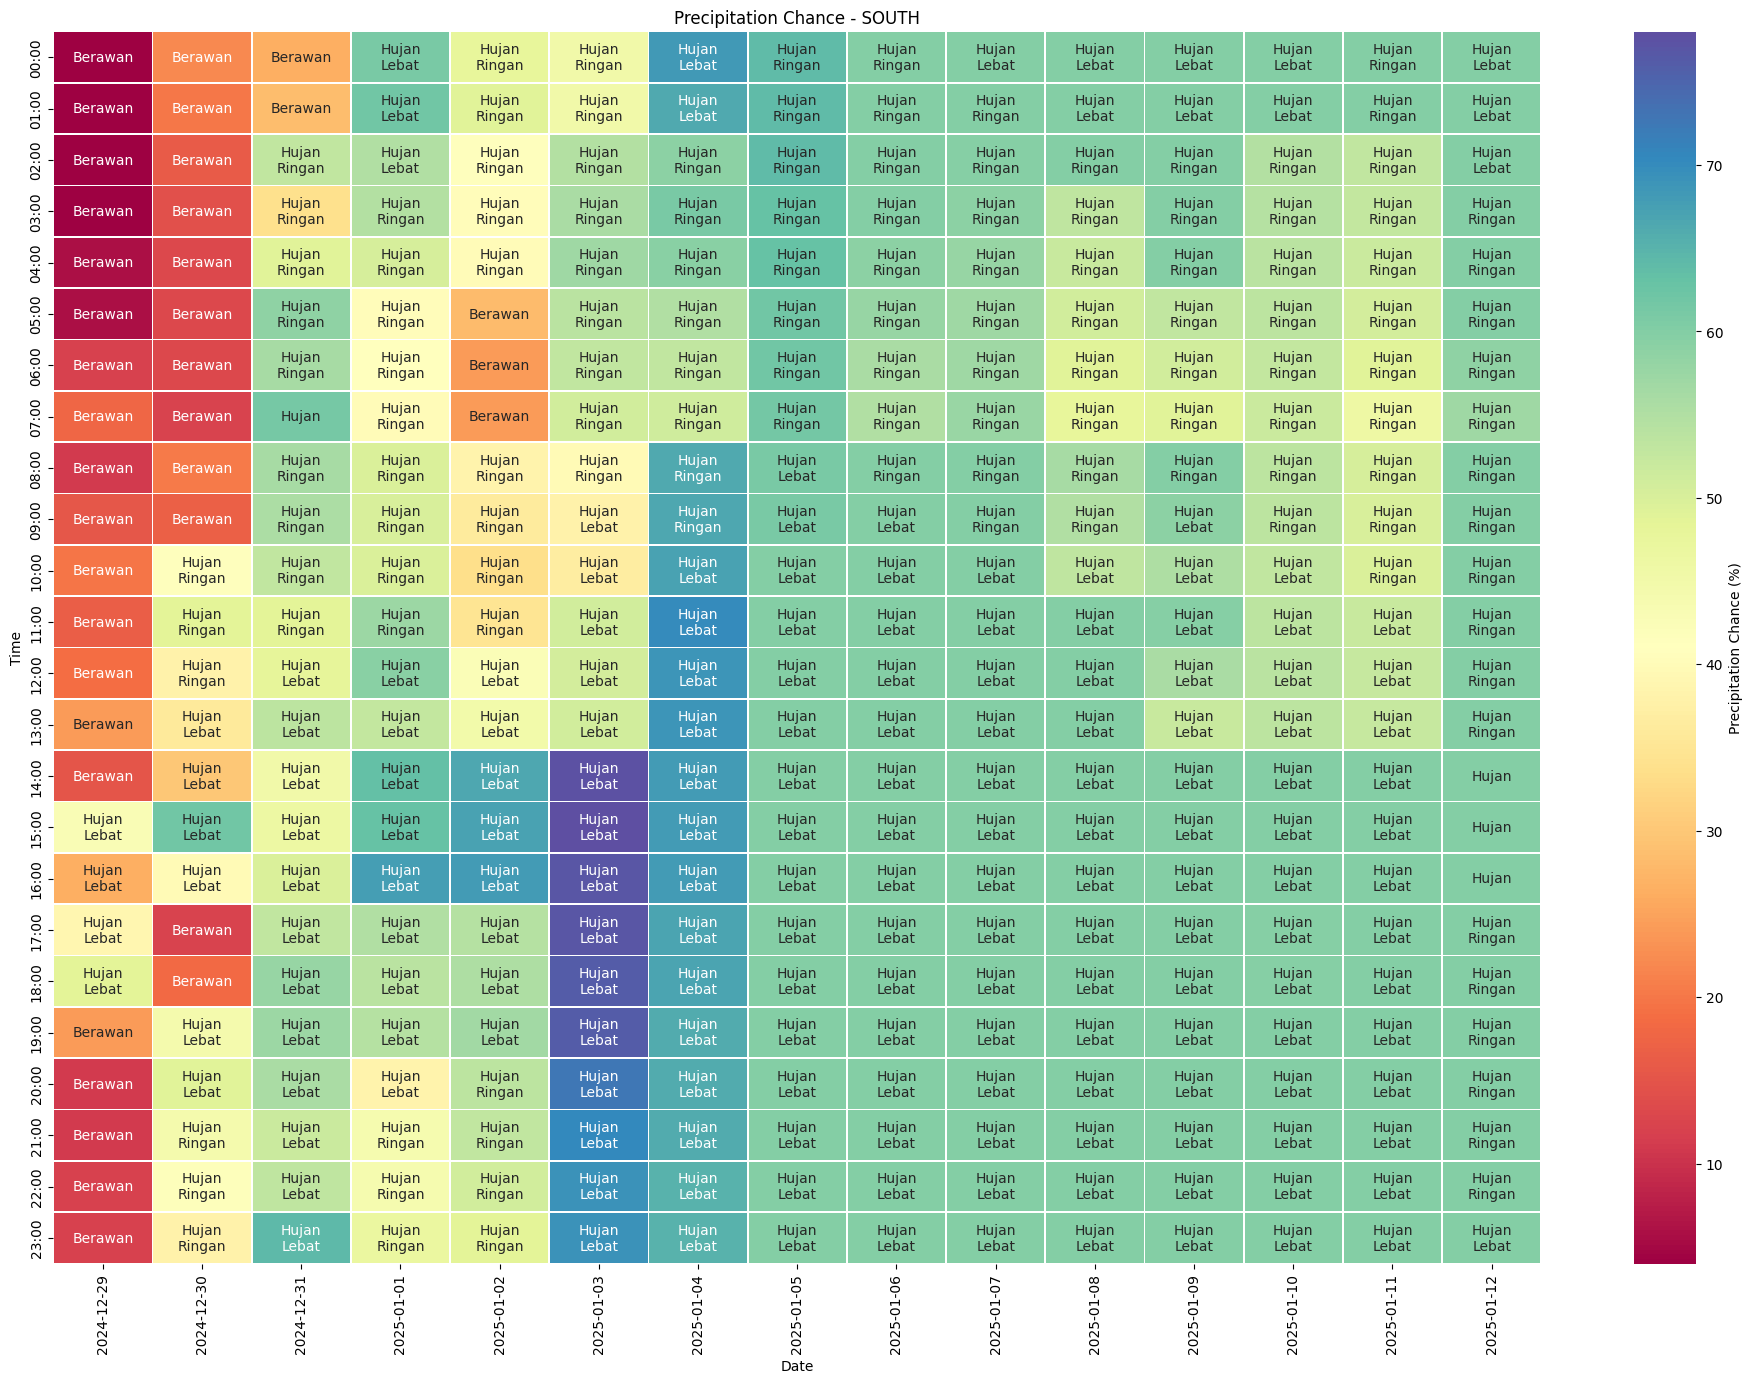 Precipitation Chance - SOUTH
00:00 Berawan Berawan Berawan Hujan Lebat Hujan Ringan Hujan Ringan Hujan Lebat Hujan Ringan Hujan Ringan Hujan Lebat Hujan Lebat Hujan Lebat Hujan Lebat Hujan Ringan Hujan Lebat
01:00 Berawan Berawan Berawan Hujan Lebat Hujan Ringan Hujan Ringan Hujan Lebat Hujan Ringan Hujan Ringan Hujan Ringan Hujan Lebat Hujan Lebat Hujan Lebat Hujan Ringan Hujan Lebat
02:00 Berawan Berawan Hujan Ringan Hujan Lebat Hujan Ringan Hujan Ringan Hujan Ringan Hujan Ringan Hujan Ringan Hujan Ringan Hujan Ringan Hujan Ringan Hujan Ringan Hujan Ringan Hujan Lebat
03:00 Berawan Berawan Hujan Ringan Hujan Ringan Hujan Ringan Hujan Ringan Hujan Ringan Hujan Ringan Hujan Ringan Hujan Ringan Hujan Ringan Hujan Ringan Hujan Ringan Hujan Ringan Hujan Ringan
04:00 Berawan Berawan Hujan Ringan Hujan Ringan Hujan Ringan Hujan Ringan Hujan Ringan Hujan Ringan Hujan Ringan Hujan Ringan Hujan Ringan Hujan Ringan Hujan Ringan Hujan Ringan Hujan Ringan
05:00 Berawan Berawan Hujan Ringan Hujan Ringan Berawan Hujan Ringan Hujan Ringan Hujan Ringan Hujan Ringan Hujan Ringan Hujan Ringan Hujan Ringan Hujan Ringan Hujan Ringan Hujan Ringan
06:00 Berawan Berawan Hujan Ringan Hujan Ringan Berawan Hujan Ringan Hujan Ringan Hujan Ringan Hujan Ringan Hujan Ringan Hujan Ringan Hujan Ringan Hujan Ringan Hujan Ringan Hujan Ringan
07:00 Berawan Berawan Hujan Hujan Ringan Berawan Hujan Ringan Hujan Ringan Hujan Ringan Hujan Ringan Hujan Ringan Hujan Ringan Hujan Ringan Hujan Ringan Hujan Ringan Hujan Ringan
08:00 Berawan Berawan Hujan Ringan Hujan Ringan Hujan Ringan Hujan Ringan Hujan Ringan Hujan Lebat Hujan Ringan Hujan Ringan Hujan Ringan Hujan Ringan Hujan Ringan Hujan Ringan Hujan Ringan
09:00 Berawan Berawan Hujan Ringan Hujan Ringan Hujan Ringan Hujan Lebat Hujan Ringan Hujan Lebat Hujan Lebat Hujan Ringan Hujan Ringan Hujan Lebat Hujan Ringan Hujan Ringan Hujan Ringan
10:00 Berawan Hujan Ringan Hujan Ringan Hujan Ringan Hujan Ringan Hujan Lebat Hujan Lebat Hujan Lebat Hujan Lebat Hujan Lebat Hujan Lebat Hujan Lebat Hujan Lebat Hujan Ringan Hujan Ringan
11:00 Berawan Hujan Ringan Hujan Ringan Hujan Ringan Hujan Ringan Hujan Lebat Hujan Lebat Hujan Lebat Hujan Lebat Hujan Lebat Hujan Lebat Hujan Lebat Hujan Lebat Hujan Lebat Hujan Ringan
12:00 Berawan Hujan Ringan Hujan Lebat Hujan Lebat Hujan Lebat Hujan Lebat Hujan Lebat Hujan Lebat Hujan Lebat Hujan Lebat Hujan Lebat Hujan Lebat Hujan Lebat Hujan Lebat Hujan Ringan
13:00 Berawan Hujan Lebat Hujan Lebat Hujan Lebat Hujan Lebat Hujan Lebat Hujan Lebat Hujan Lebat Hujan Lebat Hujan Lebat Hujan Lebat Hujan Lebat Hujan Lebat Hujan Lebat Hujan Ringan
14:00 Berawan Hujan Lebat Hujan Lebat Hujan Lebat Hujan Lebat Hujan Lebat Hujan Lebat Hujan Lebat Hujan Lebat Hujan Lebat Hujan Lebat Hujan Lebat Hujan Lebat Hujan Lebat Hujan
15:00 Hujan Lebat Hujan Lebat Hujan Lebat Hujan Lebat Hujan Lebat Hujan Lebat Hujan Lebat Hujan Lebat Hujan Lebat Hujan Lebat Hujan Lebat Hujan Lebat Hujan Lebat Hujan Lebat Hujan
16:00 Hujan Lebat Hujan Lebat Hujan Lebat Hujan Lebat Hujan Lebat Hujan Lebat Hujan Lebat Hujan Lebat Hujan Lebat Hujan Lebat Hujan Lebat Hujan Lebat Hujan Lebat Hujan Lebat Hujan
17:00 Hujan Lebat Berawan Hujan Lebat Hujan Lebat Hujan Lebat Hujan Lebat Hujan Lebat Hujan Lebat Hujan Lebat Hujan Lebat Hujan Lebat Hujan Lebat Hujan Lebat Hujan Lebat Hujan Ringan
18:00 Hujan Lebat Berawan Hujan Lebat Hujan Lebat Hujan Lebat Hujan Lebat Hujan Lebat Hujan Lebat Hujan Lebat Hujan Lebat Hujan Lebat Hujan Lebat Hujan Lebat Hujan Lebat Hujan Ringan
19:00 Berawan Hujan Lebat Hujan Lebat Hujan Lebat Hujan Lebat Hujan Lebat Hujan Lebat Hujan Lebat Hujan Lebat Hujan Lebat Hujan Lebat Hujan Lebat Hujan Lebat Hujan Lebat Hujan Ringan
20:00 Berawan Hujan Lebat Hujan Lebat Hujan Lebat Hujan Ringan Hujan Lebat Hujan Lebat Hujan Lebat Hujan Lebat Hujan Lebat Hujan Lebat Hujan Lebat Hujan Lebat Hujan Lebat Hujan Ringan
21:00 Berawan Hujan Ringan Hujan Lebat Hujan Ringan Hujan Ringan Hujan Lebat Hujan Lebat Hujan Lebat Hujan Lebat Hujan Lebat Hujan Lebat Hujan Lebat Hujan Lebat Hujan Lebat Hujan Ringan
22:00 Berawan Hujan Ringan Hujan Lebat Hujan Ringan Hujan Ringan Hujan Lebat Hujan Lebat Hujan Lebat Hujan Lebat Hujan Lebat Hujan Lebat Hujan Lebat Hujan Lebat Hujan Lebat Hujan Ringan
23:00 Berawan Hujan Ringan Hujan Lebat Hujan Ringan Hujan Ringan Hujan Lebat Hujan Lebat Hujan Lebat Hujan Lebat Hujan Lebat Hujan Lebat Hujan Lebat Hujan Lebat Hujan Lebat Hujan Lebat
Time
2024-12-29 2024-12-30 2024-12-31 2025-01-01 2025-01-02 2025-01-03 2025-01-04 2025-01-05 2025-01-06 2025-01-07 2025-01-08 2025-01-09 2025-01-10 2025-01-11 2025-01-12
Date
70
60
50
40
30
20
10
Precipitation Chance (%)